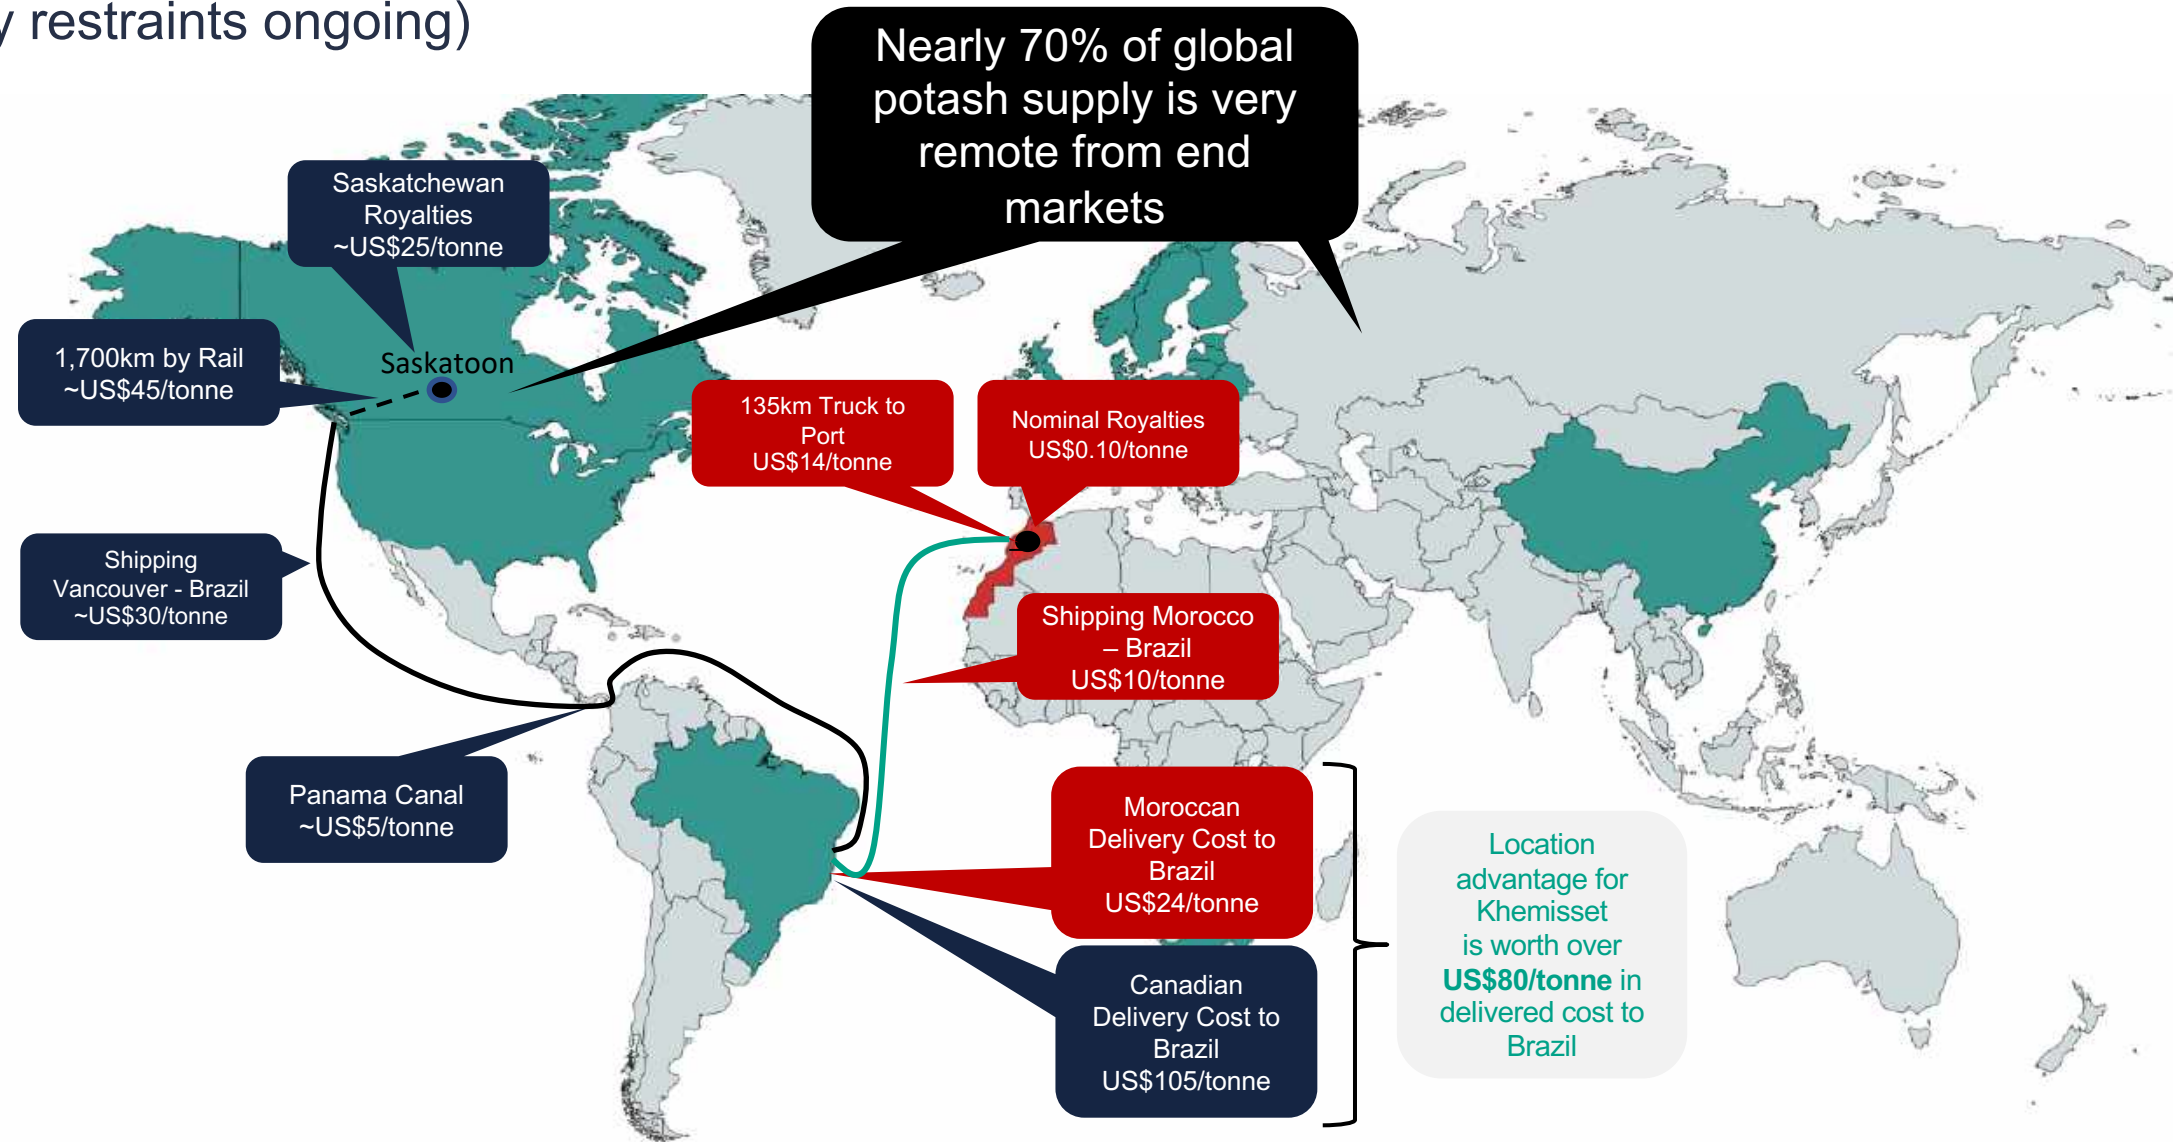 y restraints ongoing)
Nearly 70% of global
potash supply is very
remote from end
markets
Saskatchewan
Royalties
~US$25/tonne
1,700km by Rail
~US$45/tonne
Saskatoon
135km Truck to
Port
US$14/tonne
Nominal Royalties
US$0.10/tonne
Shipping
Vancouver - Brazil
~US$30/tonne
Shipping Morocco
– Brazil
US$10/tonne
Panama Canal
~US$5/tonne
Moroccan
Delivery Cost to
Brazil
US$24/tonne
Canadian
Delivery Cost to
Brazil
US$105/tonne
Location
advantage for
Khemisset
is worth over
US$80/tonne in
delivered cost to
Brazil